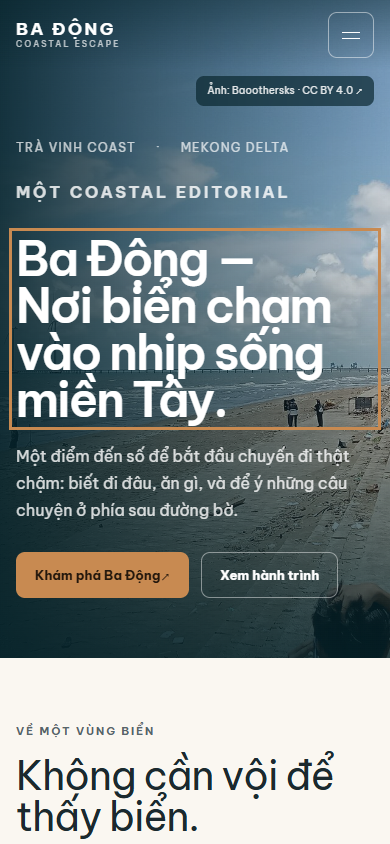 BA ĐỘNG
COASTAL ESCAPE
Ảnh: Baoothersks · CC BY 4.0 ↗
TRÀ VINH COAST · MEKONG DELTA
MỘT COASTAL EDITORIAL
Ba Động —
Nơi biển chạm
vào nhịp sống
miền Tây.
Một điểm đến số để bắt đầu chuyến đi thật
chậm: biết đi đâu, ăn gì, và để ý những câu
chuyện ở phía sau đường bờ.
Khám phá Ba Động↗
Xem hành trình
VỀ MỘT VÙNG BIỂN
Không cần vội để
thấy biển.